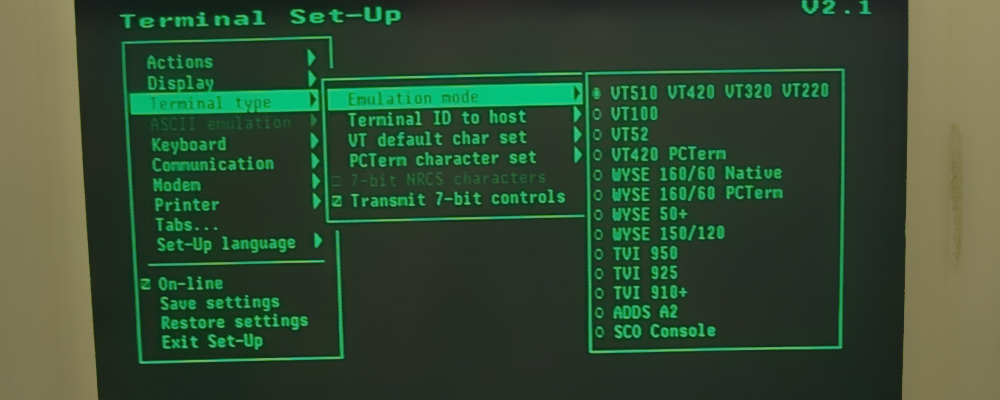 Terminal Set-Up
V2.1
Actions
Display
Terminal type
ASCII emulation
Keyboard
Communication
Modem
Printer
Tabs...
Set-Up language
On-line
Save settings
Restore settings
Exit Set-Up
Emulation mode
Terminal ID to host
VT default char set
PCTerm character set
7-bit NRCS characters
Transmit 7-bit controls
VT510 VT420 VT320 VT220
VT100
VT52
VT420 PCTerm
WYSE 160/60 Native
WYSE 160/60 PCTerm
WYSE 50+
WYSE 150/120
TVI 950
TVI 925
TVI 910+
ADDS A2
SCO Console